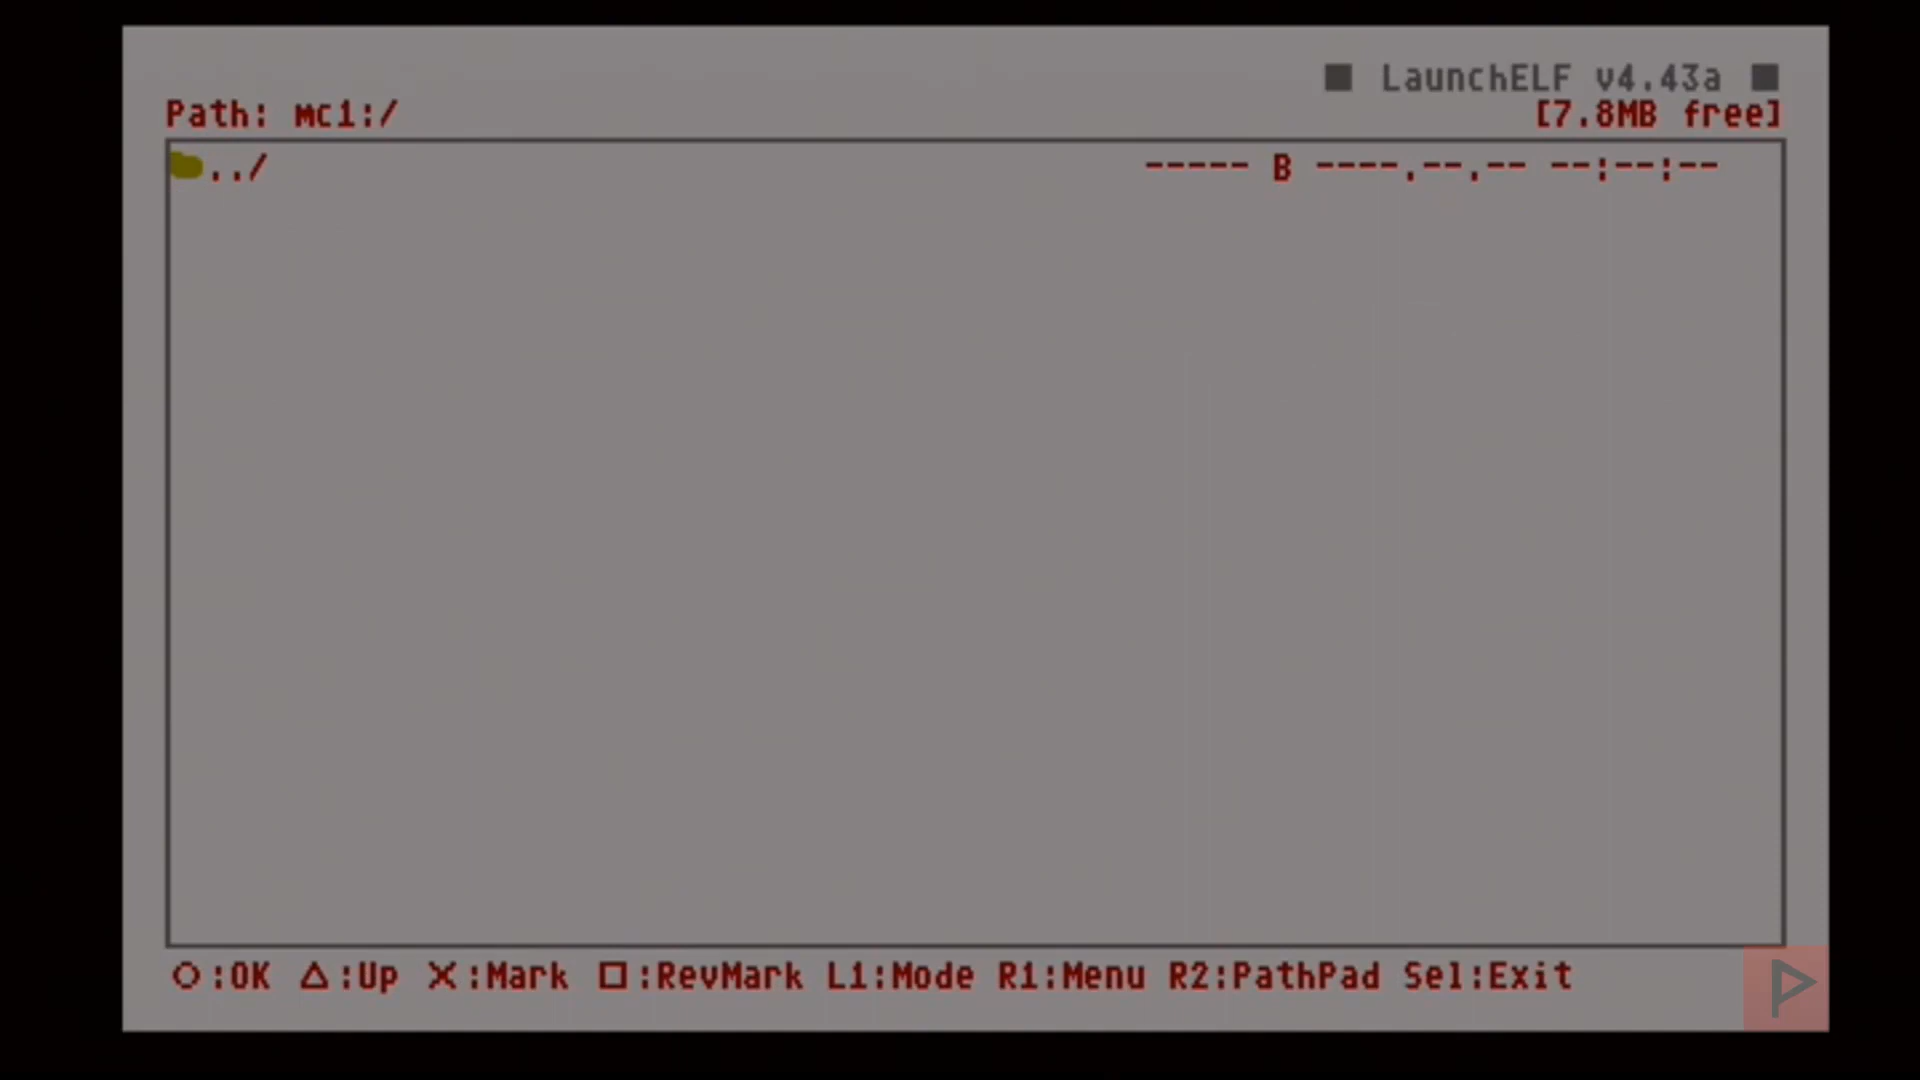 ■ LaunchELF v4.43a ■
Path: mc1:/ [7.8MB free]
../ ----- B ----.--.-- --:--:--
○:OK △:Up ✕:Mark □:RevMark L1:Mode R1:Menu R2:PathPad Sel:Exit